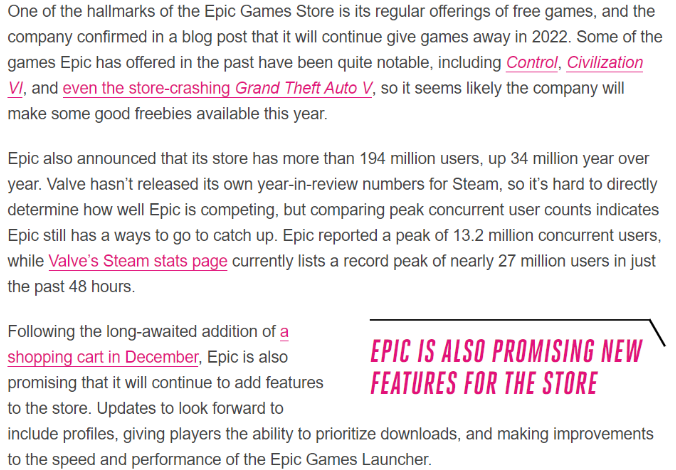 One of the hallmarks of the Epic Games Store is its regular offerings of free games, and the
company confirmed in a blog post that it will continue give games away in 2022. Some of the
games Epic has offered in the past have been quite notable, including Control, Civilization
VI, and even the store-crashing Grand Theft Auto V, so it seems likely the company will
make some good freebies available this year.
Epic also announced that its store has more than 194 million users, up 34 million year over
year. Valve hasn’t released its own year-in-review numbers for Steam, so it’s hard to directly
determine how well Epic is competing, but comparing peak concurrent user counts indicates
Epic still has a ways to go to catch up. Epic reported a peak of 13.2 million concurrent users,
while Valve’s Steam stats page currently lists a record peak of nearly 27 million users in just
the past 48 hours.
Following the long-awaited addition of a
shopping cart in December, Epic is also
promising that it will continue to add features
to the store. Updates to look forward to
include profiles, giving players the ability to prioritize downloads, and making improvements
to the speed and performance of the Epic Games Launcher.
EPIC IS ALSO PROMISING NEW
FEATURES FOR THE STORE